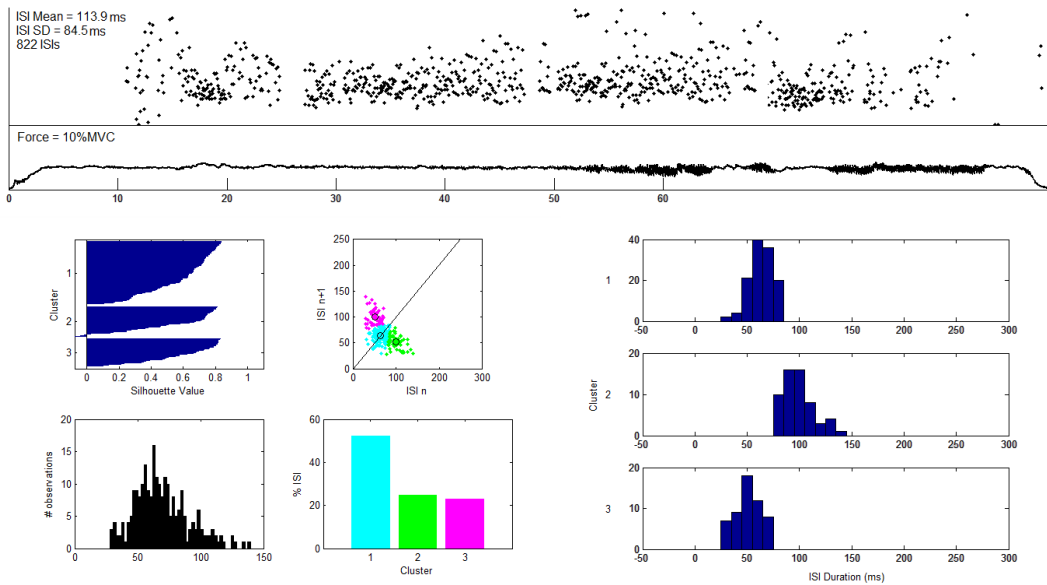 ISI Mean = 113.9 ms
ISI SD = 84.5 ms
822 ISIs
Force = 10%MVC
0 10 20 30 40 50 60
Cluster
1
2
3
0 0.2 0.4 0.6 0.8 1
Silhouette Value
ISI n+1
250
200
150
100
50
0
0 100 200 300
ISI n
# observations
20
15
10
5
0
0 50 100 150
% ISI
60
40
20
0
1 2 3
Cluster
Cluster
1
40
30
20
10
0
-50 0 50 100 150 200 250 300
2
20
10
0
-50 0 50 100 150 200 250 300
3
20
10
0
-50 0 50 100 150 200 250 300
ISI Duration (ms)